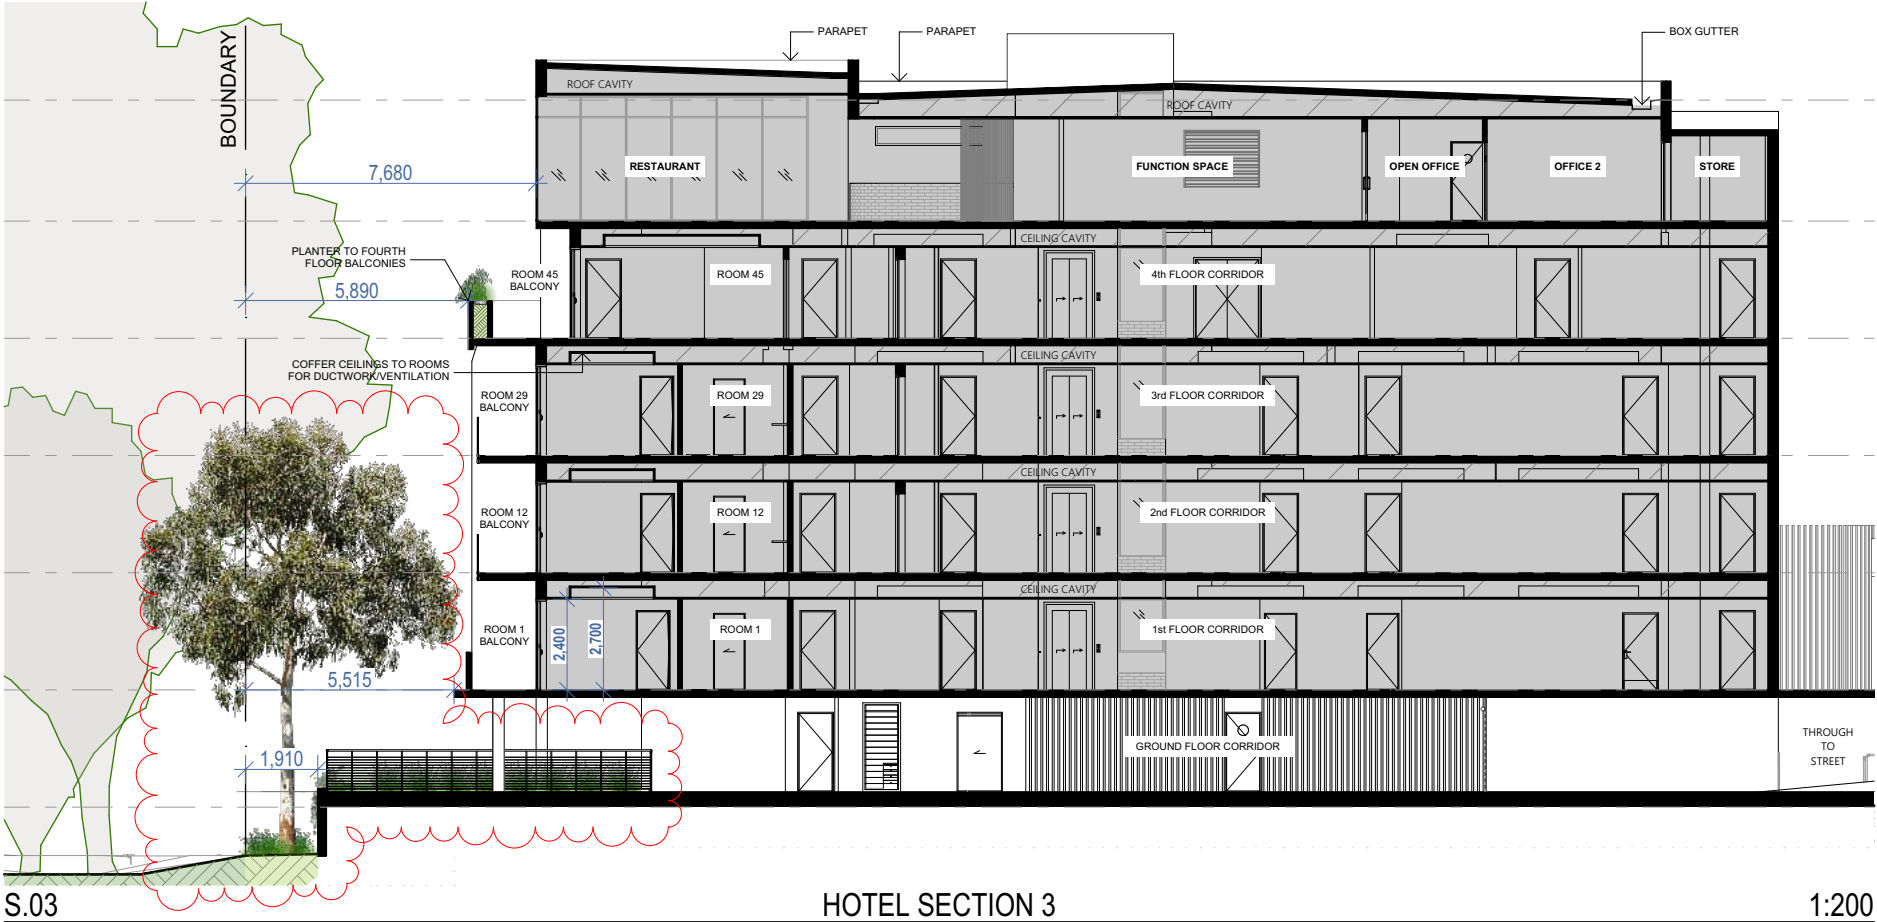 PARAPET
PARAPET
BOX GUTTER
BOUNDARY
ROOF CAVITY
ROOF CAVITY
7,680
RESTAURANT
FUNCTION SPACE
OPEN OFFICE
OFFICE 2
STORE
PLANTER TO FOURTH
FLOOR BALCONIES
5,890
ROOM 45
BALCONY
CEILING CAVITY
ROOM 45
4th FLOOR CORRIDOR
COFFER CEILINGS TO ROOMS
FOR DUCTWORK/VENTILATION
CEILING CAVITY
ROOM 29
BALCONY
ROOM 29
3rd FLOOR CORRIDOR
CEILING CAVITY
ROOM 12
BALCONY
ROOM 12
2nd FLOOR CORRIDOR
CEILING CAVITY
ROOM 1
BALCONY
2,400
2,700
ROOM 1
1st FLOOR CORRIDOR
5,515
1,910
GROUND FLOOR CORRIDOR
THROUGH
TO
STREET
S.03
HOTEL SECTION 3
1:200